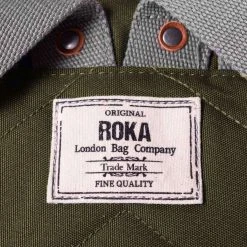 ORIGINAL
ROKA
London Bag Company
Trade Mark
FINE QUALITY